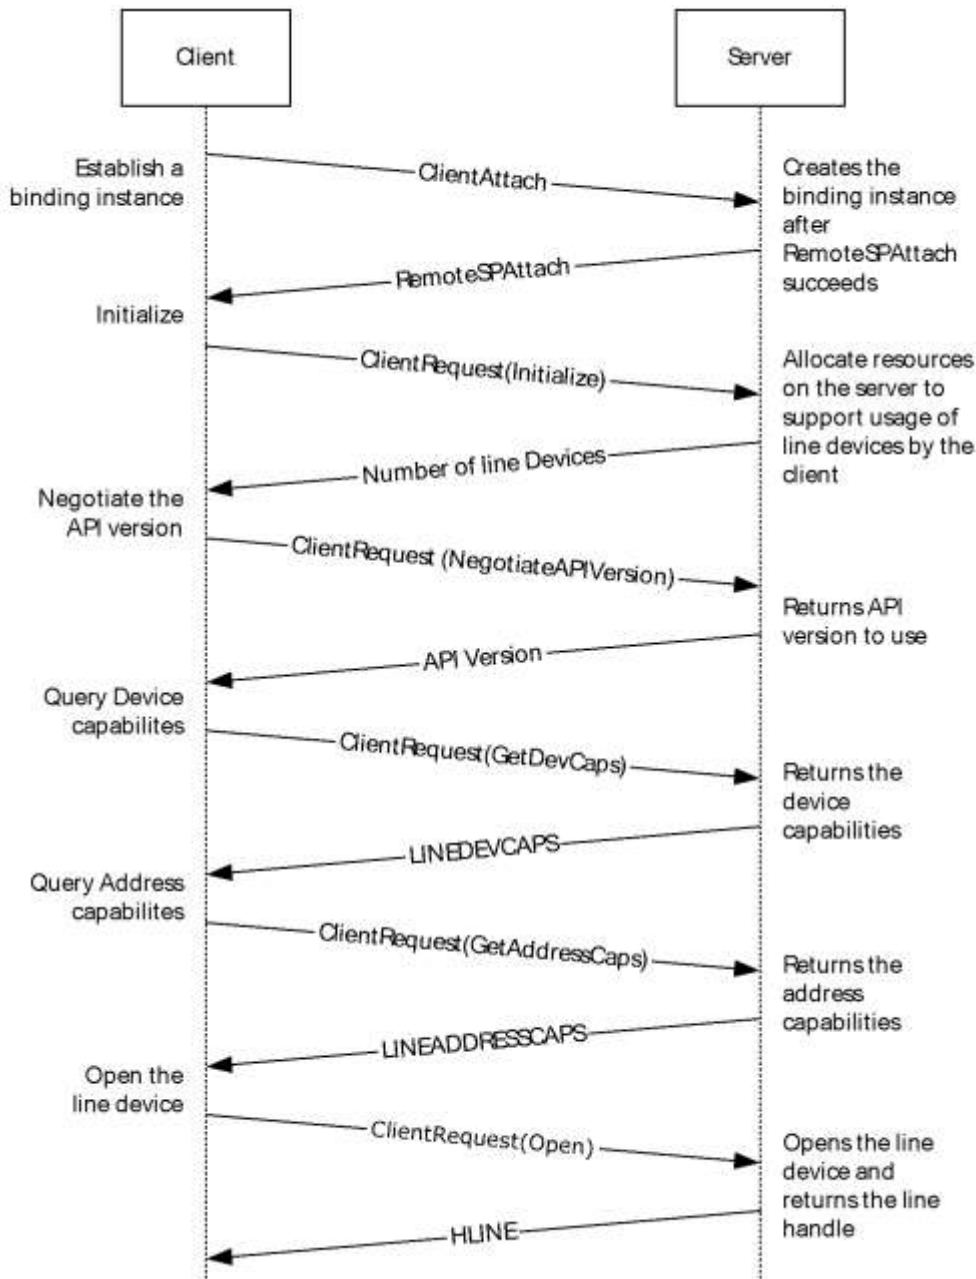 Client
Server
Establish a
binding instance
ClientAttach
Creates the
binding instance
after
RemoteSPAttach
succeeds
RemoteSPAttach
Initialize
ClientRequest(Initialize)
Allocate resources
on the server to
support usage of
line devices by the
client
Number of line Devices
Negotiate the
API version
ClientRequest (NegotiateAPIVersion)
Returns API
version to use
API Version
Query Device
capabilites
ClientRequest(GetDevCaps)
Returns the
device
capabilities
LINEDEVCAPS
Query Address
capabilites
ClientRequest(GetAddressCaps)
Returns the
address
capabilities
LINEADDRESSCAPS
Open the
line device
ClientRequest(Open)
Opens the line
device and
returns the line
handle
HLINE